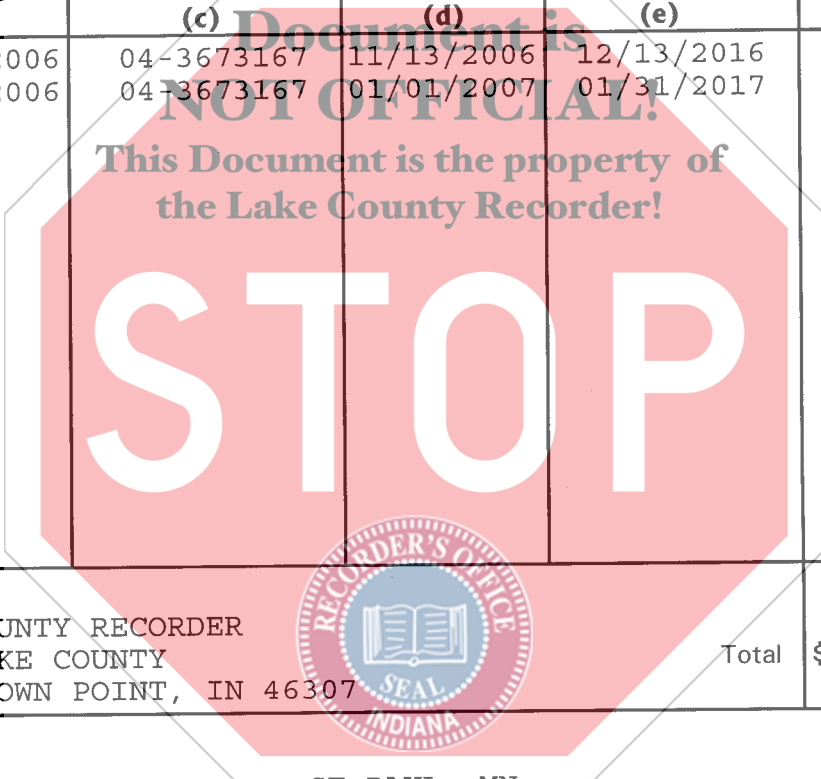 (c) (d) (e)
Document is
2006 04-3673167 11/13/2006 12/13/2016
2006 04-3673167 01/01/2007 01/31/2017
NOT OFFICIAL!
This Document is the property of
the Lake County Recorder!
STOP
RECORDER'S OFFICE
SEAL
INDIANA
UNTY RECORDER
KE COUNTY
OWN POINT, IN 46307
Total $